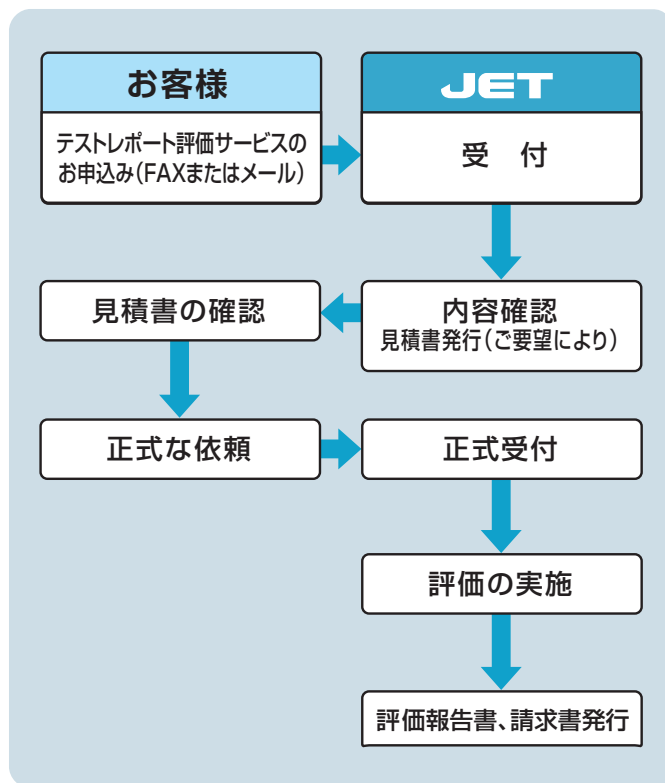 お客様
JET
テストレポート評価サービスの
お申込み(FAXまたはメール)
受 付
見積書の確認
内容確認
見積書発行(ご要望により)
正式な依頼
正式受付
評価の実施
評価報告書、請求書発行